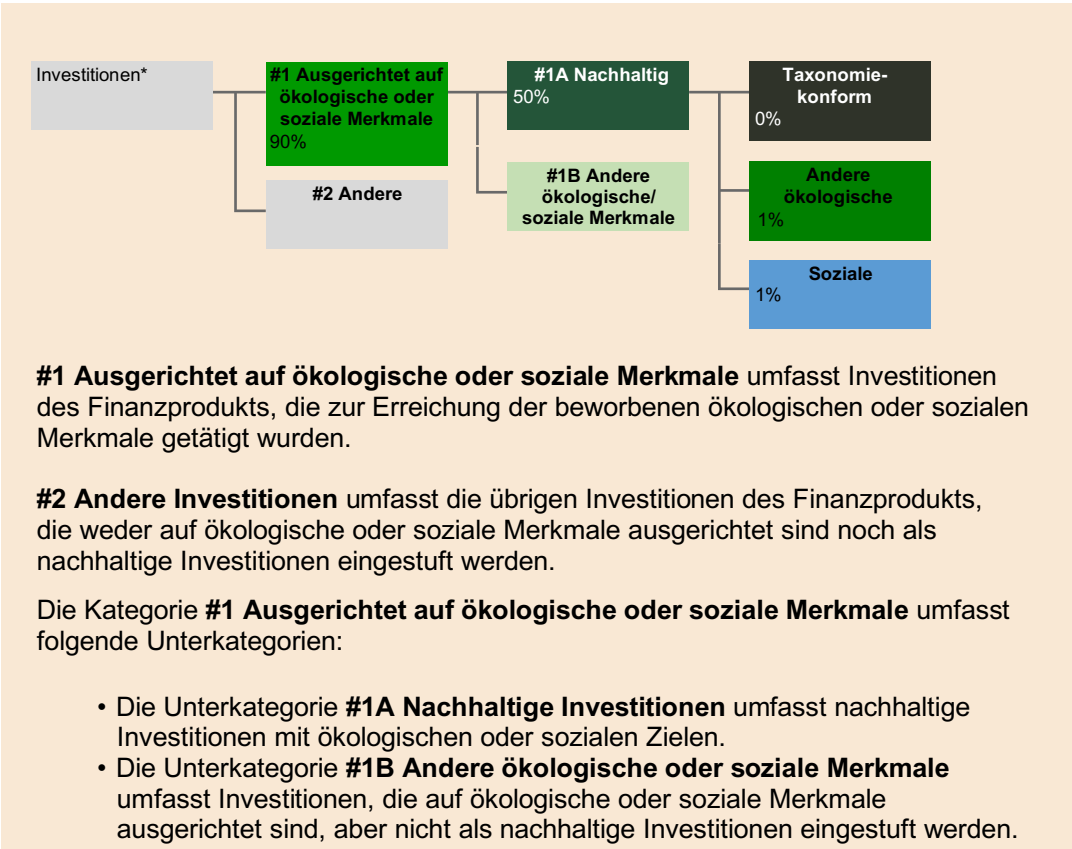 Investitionen*
#1 Ausgerichtet auf
ökologische oder
soziale Merkmale
90%
#2 Andere
#1A Nachhaltig
50%
#1B Andere
ökologische/
soziale Merkmale
Taxonomie-
konform
0%
Andere
ökologische
1%
Soziale
1%
#1 Ausgerichtet auf ökologische oder soziale Merkmale umfasst Investitionen
des Finanzprodukts, die zur Erreichung der beworbenen ökologischen oder sozialen
Merkmale getätigt wurden.
#2 Andere Investitionen umfasst die übrigen Investitionen des Finanzprodukts,
die weder auf ökologische oder soziale Merkmale ausgerichtet sind noch als
nachhaltige Investitionen eingestuft werden.
Die Kategorie #1 Ausgerichtet auf ökologische oder soziale Merkmale umfasst
folgende Unterkategorien:
• Die Unterkategorie #1A Nachhaltige Investitionen umfasst nachhaltige
Investitionen mit ökologischen oder sozialen Zielen.
• Die Unterkategorie #1B Andere ökologische oder soziale Merkmale
umfasst Investitionen, die auf ökologische oder soziale Merkmale
ausgerichtet sind, aber nicht als nachhaltige Investitionen eingestuft werden.